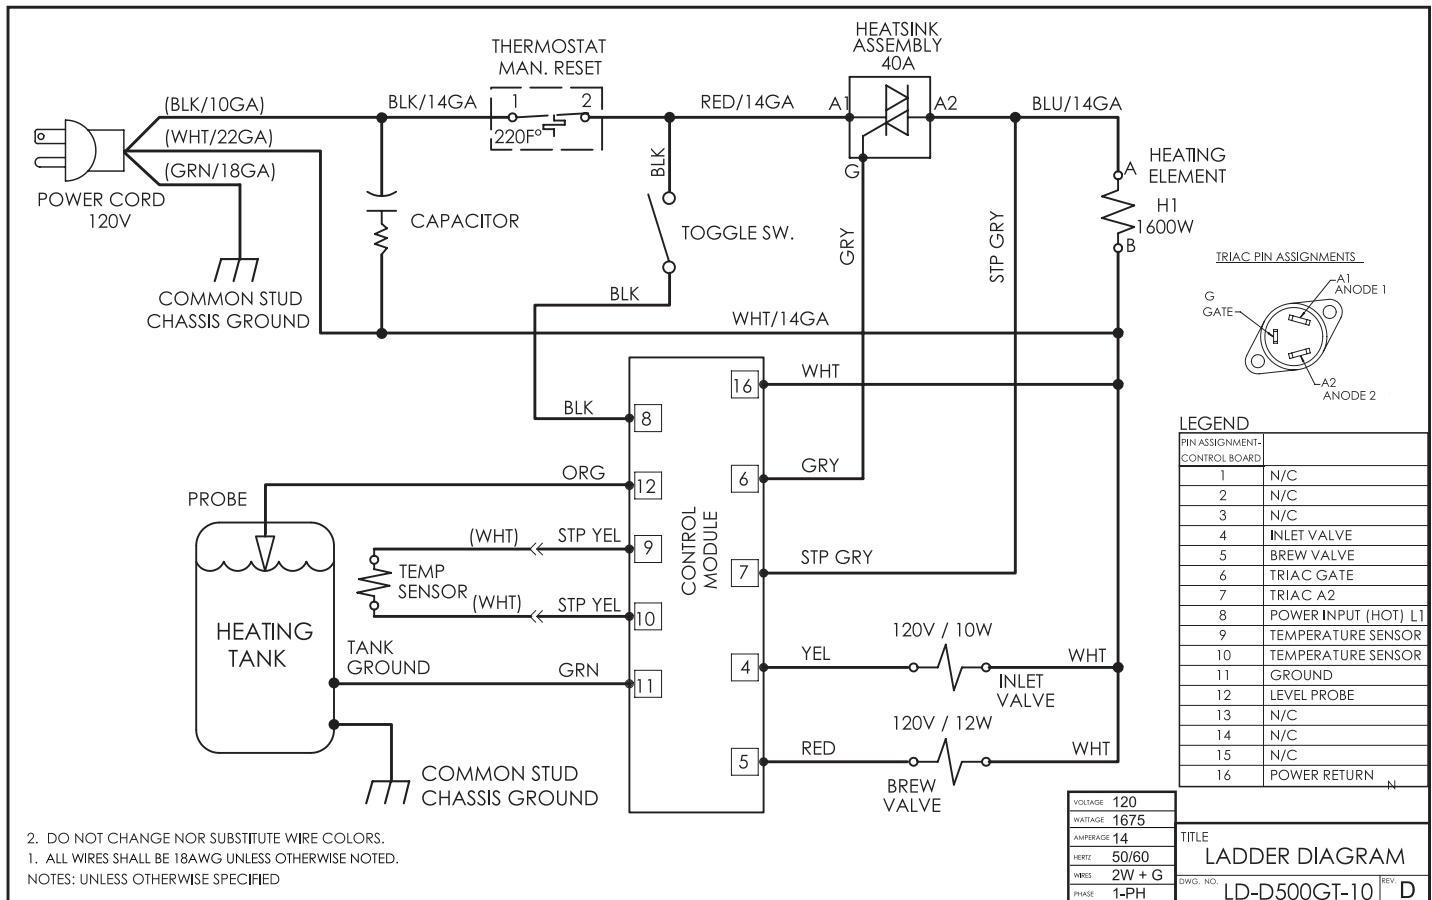 HEATSINK
ASSEMBLY
40A
THERMOSTAT
MAN. RESET
(BLK/10GA)
BLK/14GA
1
2
220F°
RED/14GA
A1
A2
BLU/14GA
G
(WHT/22GA)
(GRN/18GA)
POWER CORD
120V
BLK
HEATING
ELEMENT
A
H1
1600W
B
CAPACITOR
TOGGLE SW.
GRY
STP GRY
COMMON STUD
CHASSIS GROUND
BLK
WHT/14GA
TRIAC PIN ASSIGNMENTS
A1
ANODE 1
G
GATE
A2
ANODE 2
CONTROL
MODULE
16
WHT
BLK
8
ORG
12
6
GRY
PROBE
(WHT)
STP YEL
9
7
STP GRY
TEMP
SENSOR
(WHT)
STP YEL
10
HEATING
TANK
TANK
GROUND
GRN
11
4
YEL
120V / 10W
WHT
INLET
VALVE
120V / 12W
5
RED
WHT
BREW
VALVE
COMMON STUD
CHASSIS GROUND
LEGEND
PIN ASSIGNMENT-
CONTROL BOARD
1 N/C
2 N/C
3 N/C
4 INLET VALVE
5 BREW VALVE
6 TRIAC GATE
7 TRIAC A2
8 POWER INPUT (HOT) L1
9 TEMPERATURE SENSOR
10 TEMPERATURE SENSOR
11 GROUND
12 LEVEL PROBE
13 N/C
14 N/C
15 N/C
16 POWER RETURN N
2. DO NOT CHANGE NOR SUBSTITUTE WIRE COLORS.
1. ALL WIRES SHALL BE 18AWG UNLESS OTHERWISE NOTED.
NOTES: UNLESS OTHERWISE SPECIFIED
VOLTAGE 120
WATTAGE 1675
AMPERAGE 14
HERTZ 50/60
WIRES 2W + G
PHASE 1-PH
TITLE
LADDER DIAGRAM
DWG. NO. LD-D500GT-10 REV. D